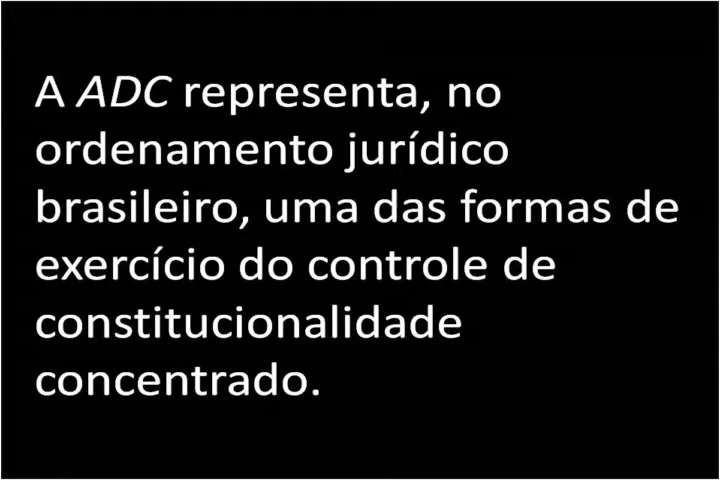 A ADC representa, no
ordenamento jurídico
brasileiro, uma das formas de
exercício do controle de
constitucionalidade
concentrado.